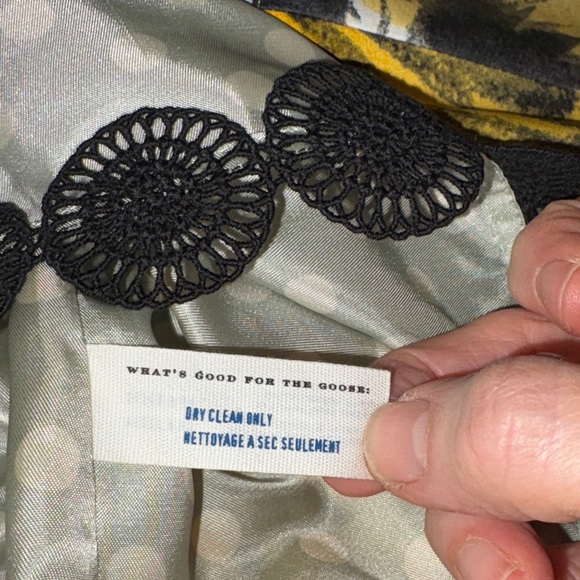 WHAT'S GOOD FOR THE GOOSE:
DRY CLEAN ONLY
NETTOYAGE A SEC SEULEMENT